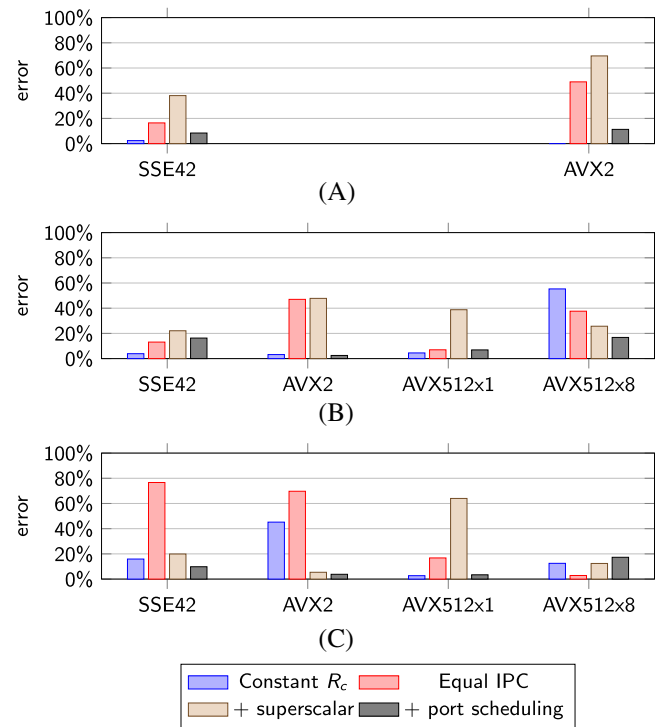 100%
80%
60%
40%
20%
0%
error
SSE42 AVX2
(A)
100%
80%
60%
40%
20%
0%
error
SSE42 AVX2 AVX512x1 AVX512x8
(B)
100%
80%
60%
40%
20%
0%
error
SSE42 AVX2 AVX512x1 AVX512x8
(C)
Constant R_c Equal IPC
+ superscalar + port scheduling